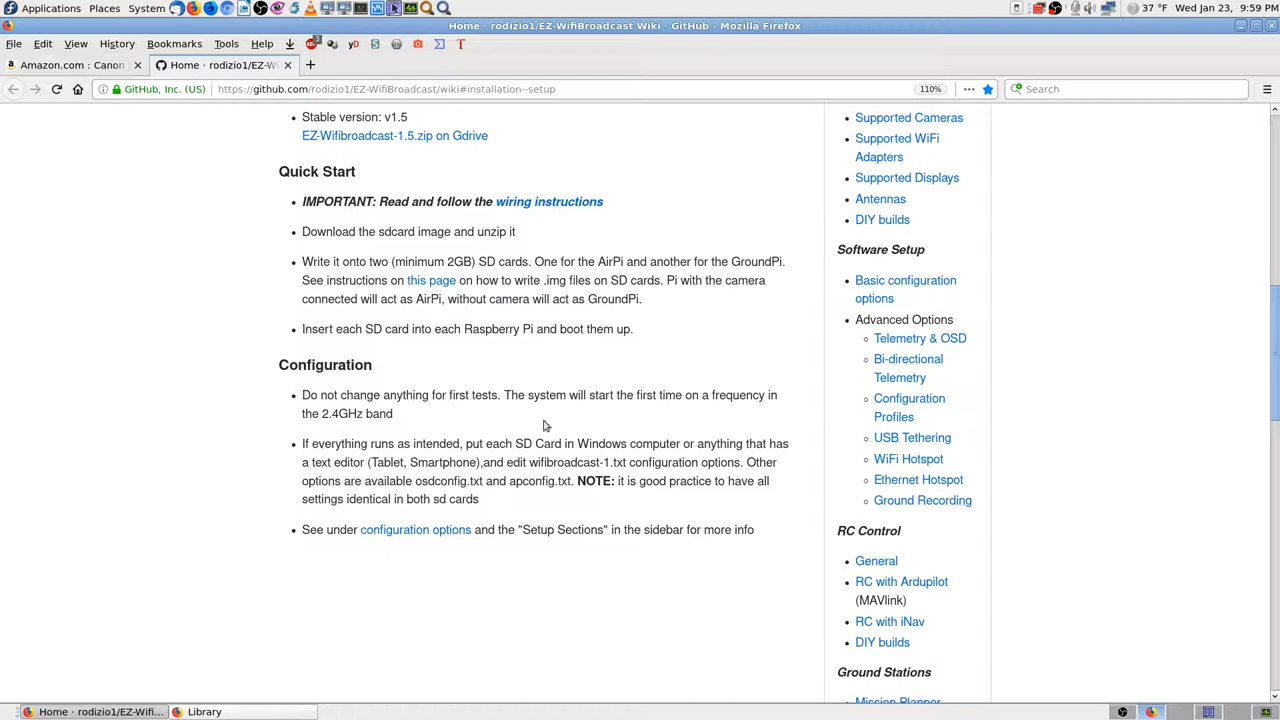 Applications Places System 37 °F Wed Jan 23, 9:59 PM
Home · rodizio1/EZ-WifiBroadcast Wiki · GitHub - Mozilla Firefox
File Edit View History Bookmarks Tools Help
Amazon.com : Canon Home · rodizio1/EZ-Wi
GitHub, Inc. (US) https://github.com/rodizio1/EZ-WifiBroadcast/wiki#installation--setup 110% Search
• Stable version: v1.5
EZ-Wifibroadcast-1.5.zip on Gdrive
Quick Start
• IMPORTANT: Read and follow the wiring instructions
• Download the sdcard image and unzip it
• Write it onto two (minimum 2GB) SD cards. One for the AirPi and another for the GroundPi.
See instructions on this page on how to write .img files on SD cards. Pi with the camera
connected will act as AirPi, without camera will act as GroundPi.
• Insert each SD card into each Raspberry Pi and boot them up.
Configuration
• Do not change anything for first tests. The system will start the first time on a frequency in
the 2.4GHz band
• If everything runs as intended, put each SD Card in Windows computer or anything that has
a text editor (Tablet, Smartphone),and edit wifibroadcast-1.txt configuration options. Other
options are available osdconfig.txt and apconfig.txt. NOTE: it is good practice to have all
settings identical in both sd cards
• See under configuration options and the "Setup Sections" in the sidebar for more info
• Supported Cameras
• Supported WiFi
Adapters
• Supported Displays
• Antennas
• DIY builds
Software Setup
• Basic configuration
options
• Advanced Options
Telemetry & OSD
Bi-directional
Telemetry
Configuration
Profiles
USB Tethering
WiFi Hotspot
Ethernet Hotspot
Ground Recording
RC Control
• General
• RC with Ardupilot
(MAVlink)
• RC with iNav
• DIY builds
Ground Stations
Mission Planner
Home · rodizio1/EZ-Wifi... Library